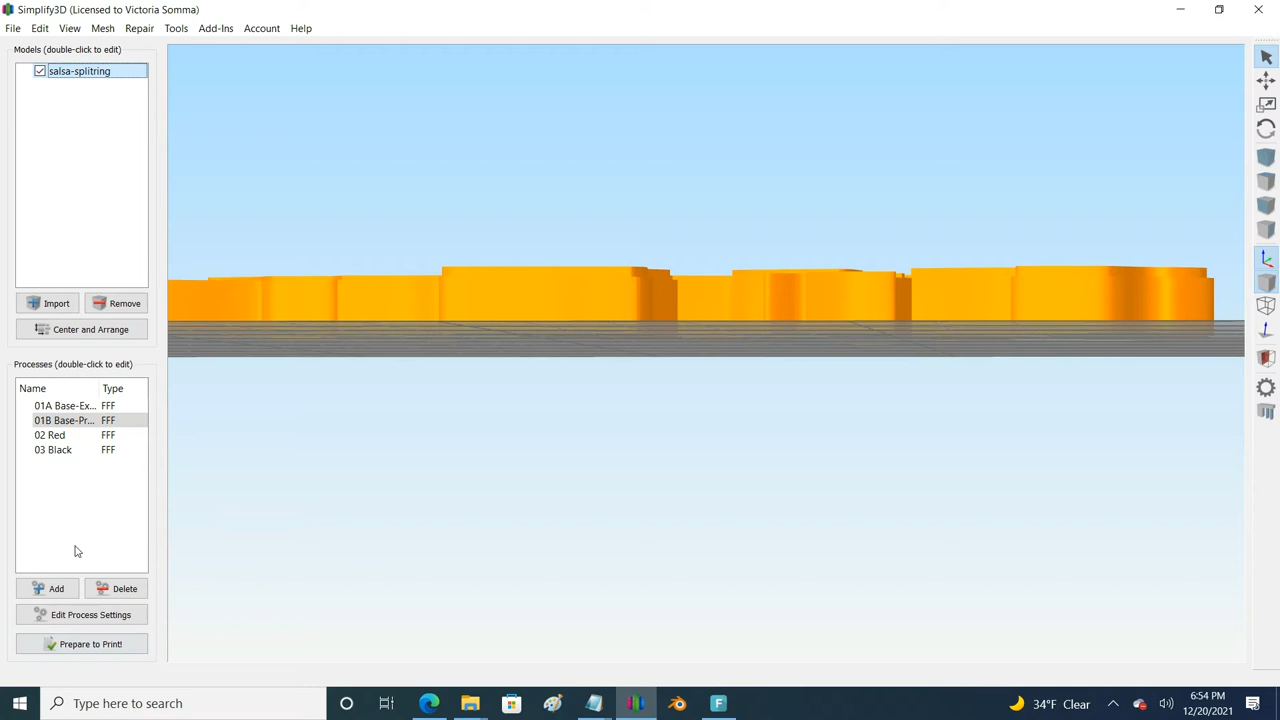 Simplify3D (Licensed to Victoria Somma)
File Edit View Mesh Repair Tools Add-Ins Account Help
Models (double-click to edit)
salsa-splitring
Import Remove
Center and Arrange
Processes (double-click to edit)
Name Type
01A Base-Ex... FFF
01B Base-Pr... FFF
02 Red FFF
03 Black FFF
Add Delete
Edit Process Settings
Prepare to Print!
Type here to search
34°F Clear
6:54 PM
12/20/2021